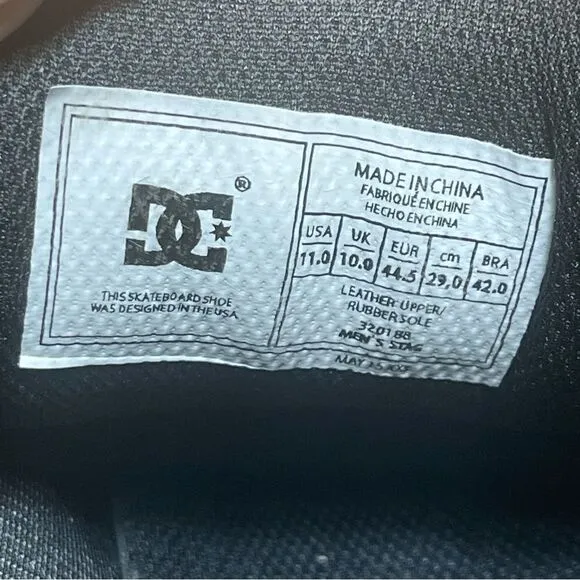 DC ®
THIS SKATEBOARD SHOE
WAS DESIGNED IN THE USA
MADE IN CHINA
FABRIQUÉ EN CHINE
HECHO EN CHINA
USA UK EUR cm BRA
11.0 10.0 44.5 29.0 42.0
LEATHER UPPER/
RUBBER SOLE
320188
MEN'S STAG
MAY